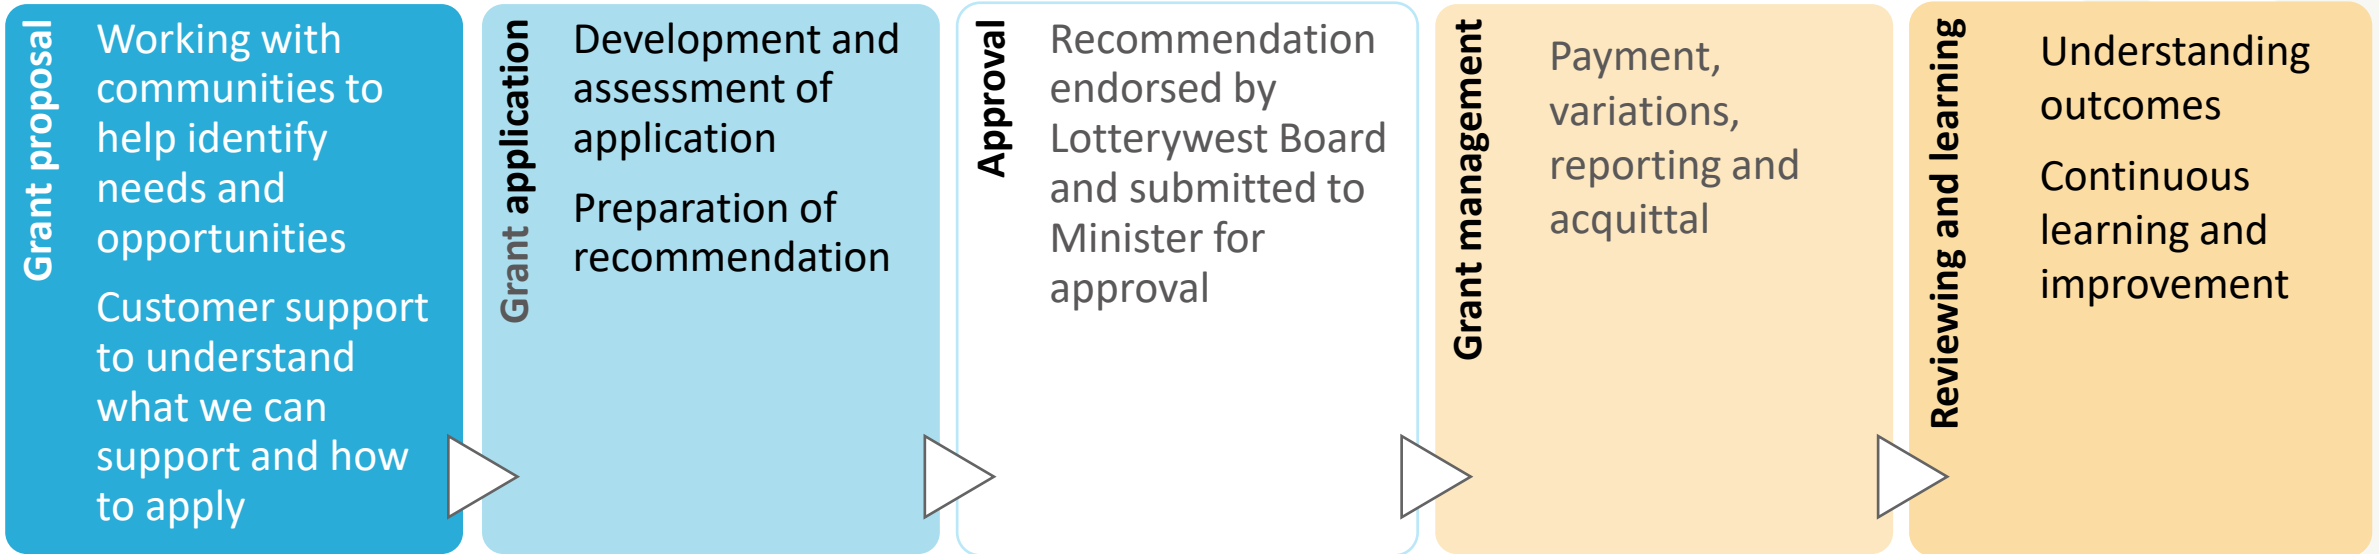 Grant proposal
Working with
communities to
help identify
needs and
opportunities
Customer support
to understand
what we can
support and how
to apply
Grant application
Development and
assessment of
application
Preparation of
recommendation
Approval
Recommendation
endorsed by
Lotterywest Board
and submitted to
Minister for
approval
Grant management
Payment,
variations,
reporting and
acquittal
Reviewing and learning
Understanding
outcomes
Continuous
learning and
improvement